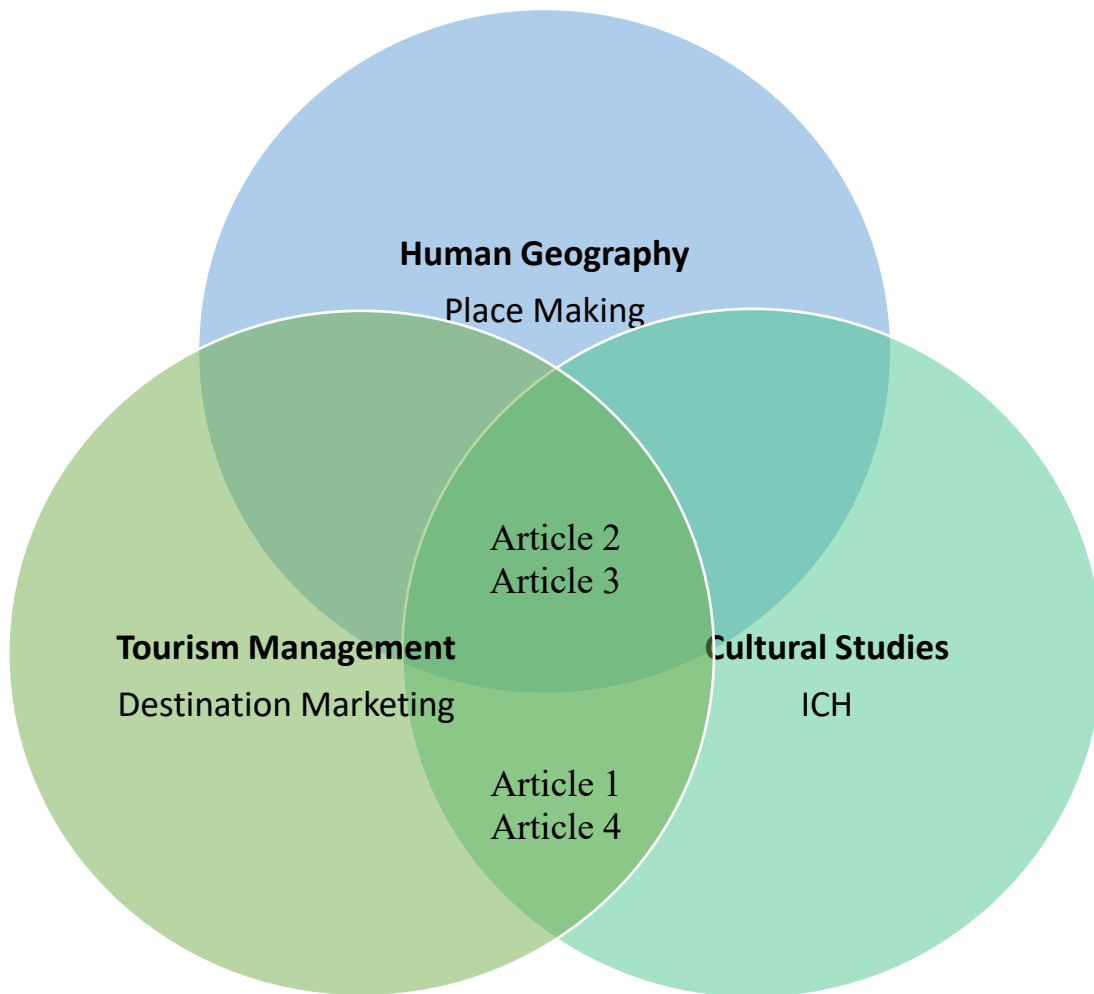 Human Geography
Place Making
Article 2
Article 3
Tourism Management
Destination Marketing
Cultural Studies
ICH
Article 1
Article 4